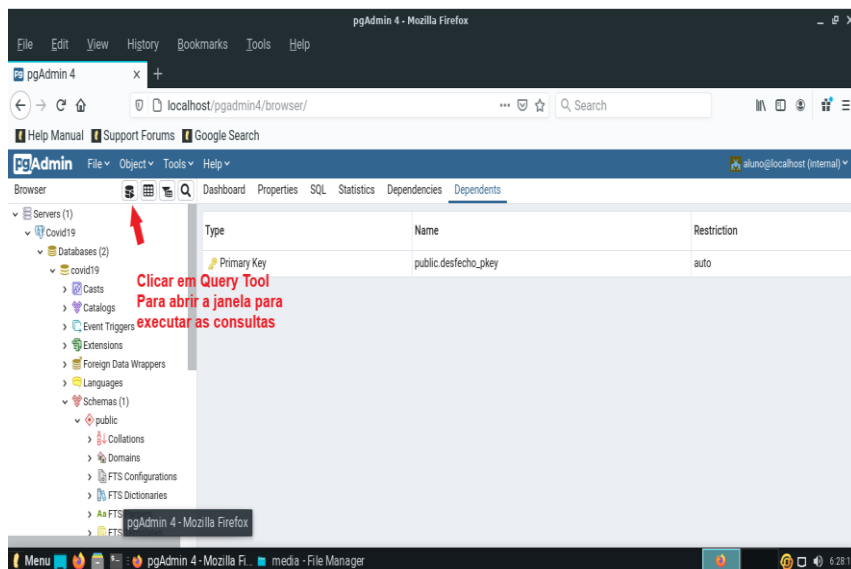 pgAdmin 4 - Mozilla Firefox
File Edit View History Bookmarks Tools Help
pgAdmin 4
localhost/pgadmin4/browser/
Search
Help Manual Support Forums Google Search
pgAdmin File Object Tools Help
aluno@localhost (internal)
Browser
Dashboard Properties SQL Statistics Dependencies Dependents
Servers (1)
Covid19
Databases (2)
covid19
Casts
Catalogs
Event Triggers
Extensions
Foreign Data Wrappers
Languages
Schemas (1)
public
Collations
Domains
FTS Configurations
FTS Dictionaries
Aa FTS
FTS
Type Name Restriction
Primary Key public.desfecho_pkey auto
Clicar em Query Tool
Para abrir a janela para
executar as consultas
pgAdmin 4 - Mozilla Firefox
Menu pgAdmin 4 - Mozilla Fi... media - File Manager